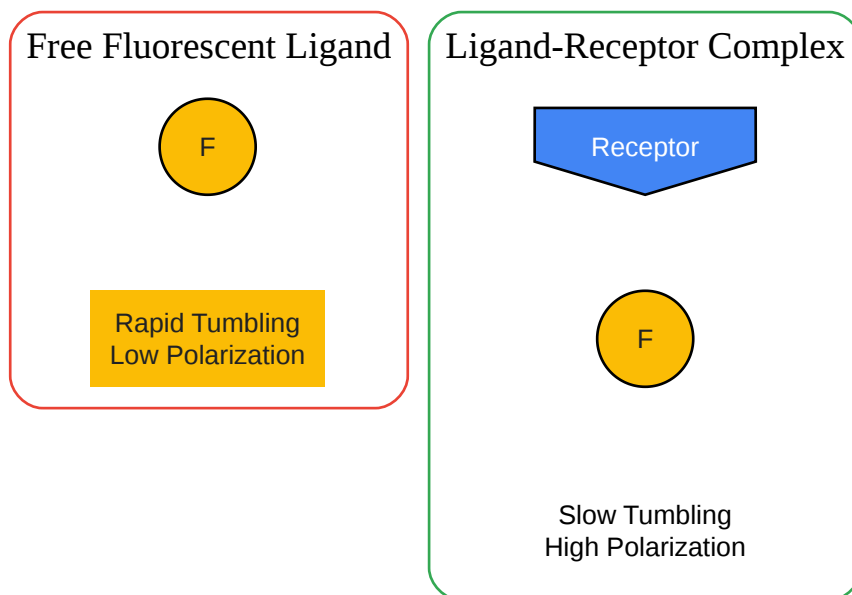 Free Fluorescent Ligand
F
Rapid Tumbling
Low Polarization
Ligand-Receptor Complex
Receptor
F
Slow Tumbling
High Polarization